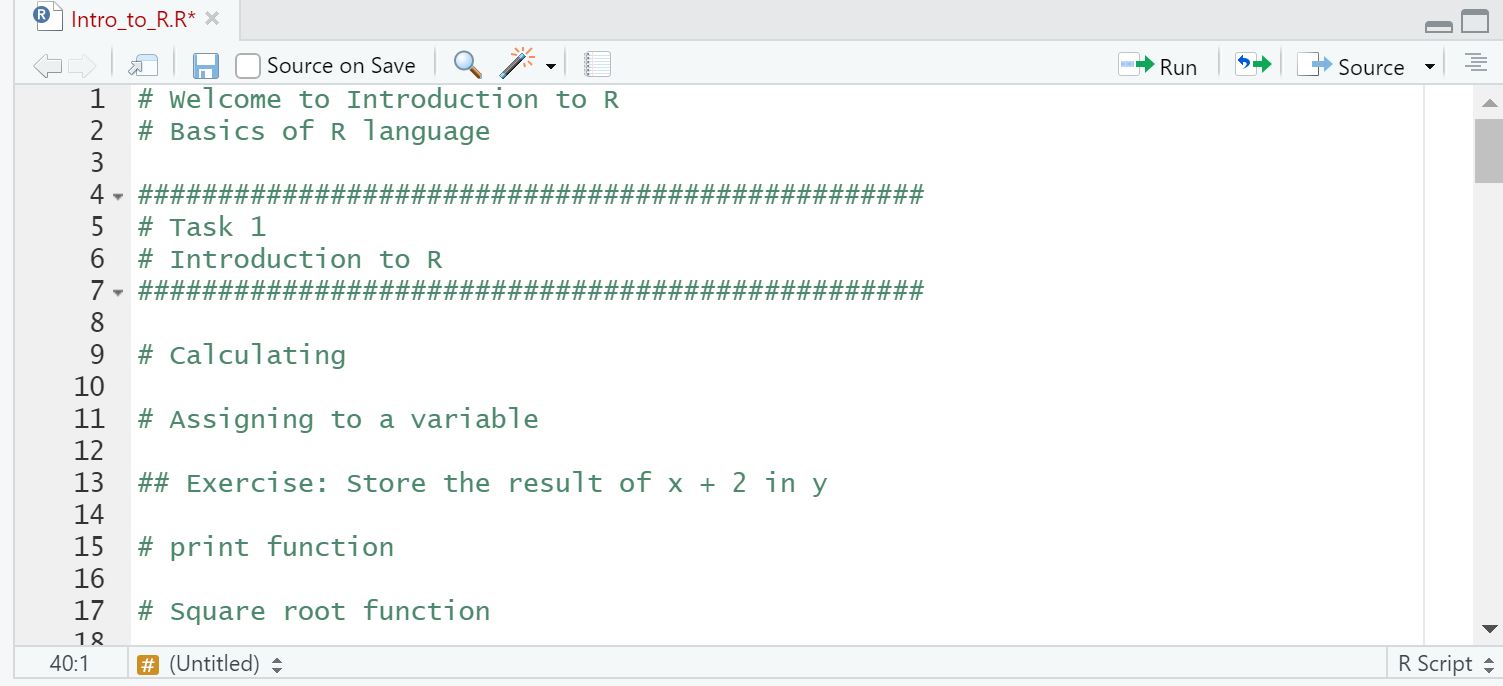 Intro_to_R.R*
Source on Save
Run
Source
1 # Welcome to Introduction to R
2 # Basics of R language
3
4 #################################################
5 # Task 1
6 # Introduction to R
7 #################################################
8
9 # Calculating
10
11 # Assigning to a variable
12
13 ## Exercise: Store the result of x + 2 in y
14
15 # print function
16
17 # Square root function
18
40:1 # (Untitled) R Script